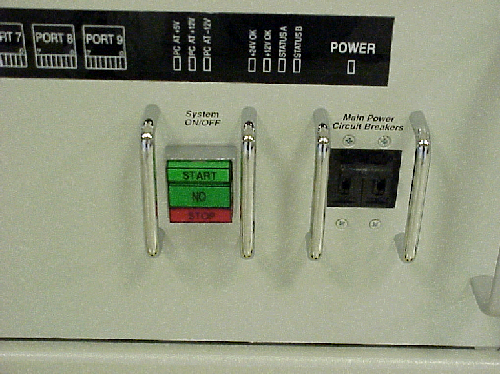 RT 7
PORT 8
PORT 9
PC AT +5V
PC AT +12V
PC AT -12V
+24V OK
+12V OK
STATUS A
STATUS B
POWER
System
ON/OFF
START
NO
STOP
Main Power
Circuit Breakers